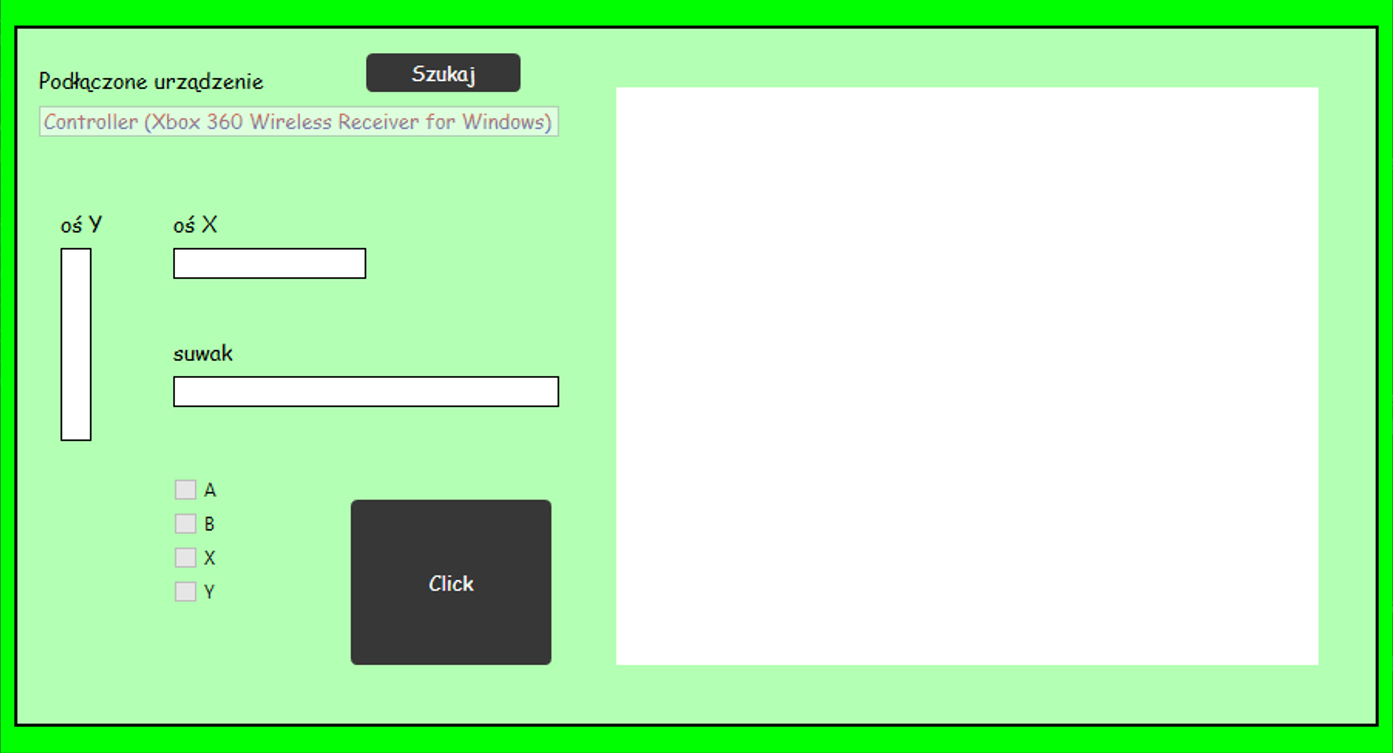 Podłączone urządzenie
Szukaj
Controller (Xbox 360 Wireless Receiver for Windows)
oś Y
oś X
suwak
A
B
X
Y
Click